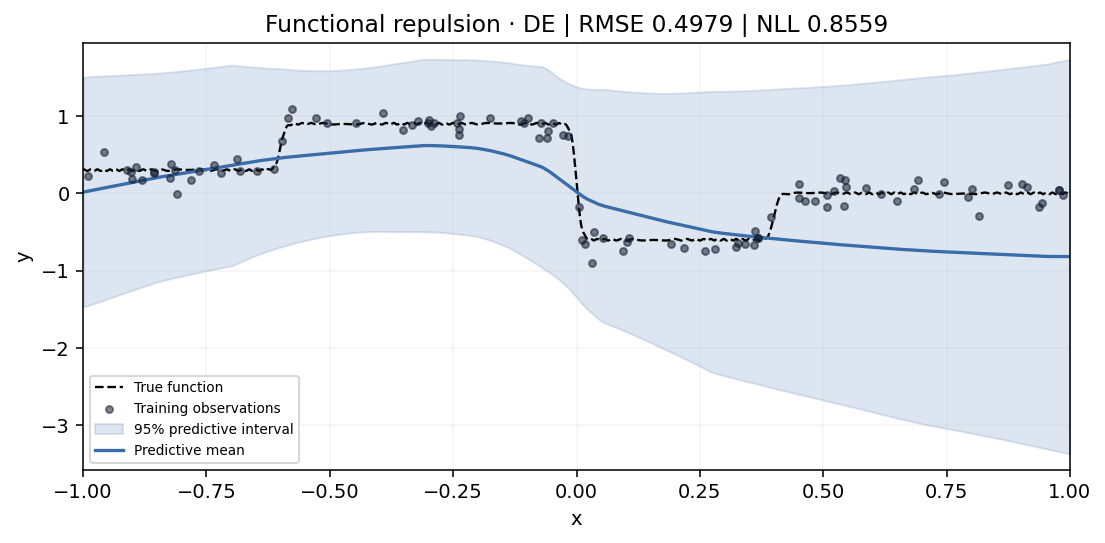 Functional repulsion · DE | RMSE 0.4979 | NLL 0.8559
y
1
0
−1
−2
−3
True function
Training observations
95% predictive interval
Predictive mean
−1.00 −0.75 −0.50 −0.25 0.00 0.25 0.50 0.75 1.00
x